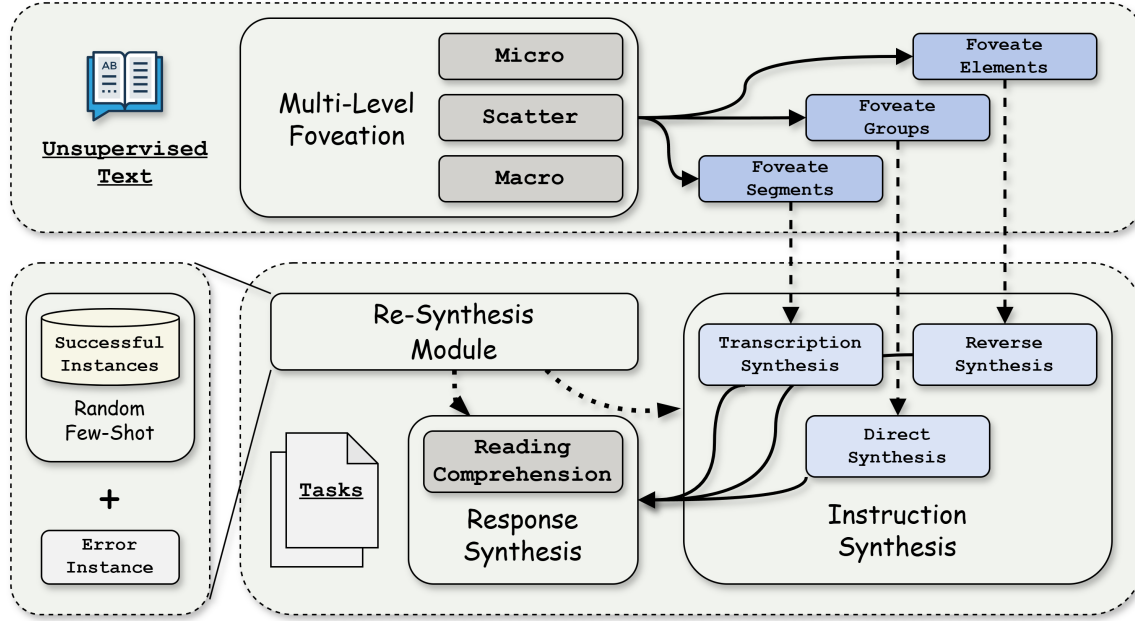 AB
Unsupervised
Text
Multi-Level
Foveation
Micro
Scatter
Macro
Foveate
Elements
Foveate
Groups
Foveate
Segments
Successful
Instances
Random
Few-Shot
+
Error
Instance
Re-Synthesis
Module
Tasks
Reading
Comprehension
Response
Synthesis
Transcription
Synthesis
Reverse
Synthesis
Direct
Synthesis
Instruction
Synthesis